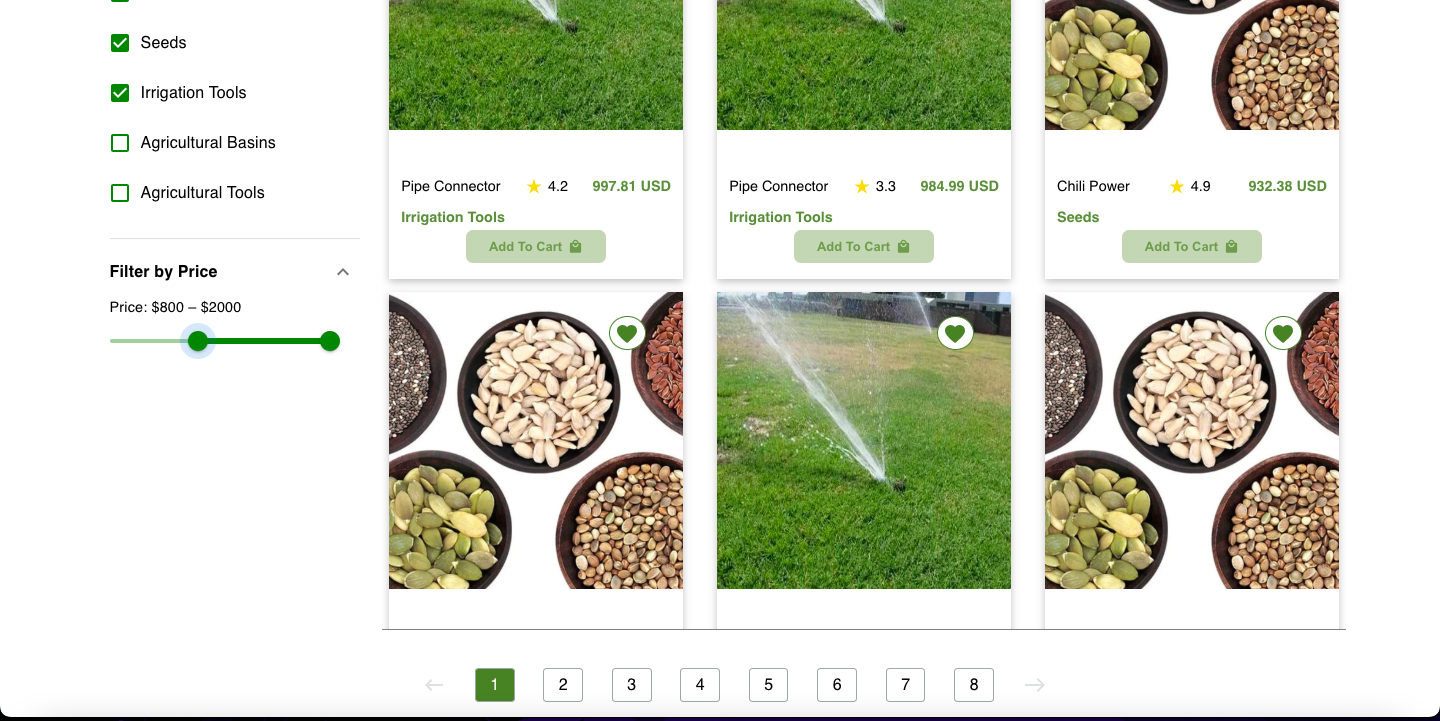 Seeds
Irrigation Tools
Agricultural Basins
Agricultural Tools
Filter by Price
Price: $800 – $2000
Pipe Connector 4.2 997.81 USD
Irrigation Tools
Add To Cart
Pipe Connector 3.3 984.99 USD
Irrigation Tools
Add To Cart
Chili Power 4.9 932.38 USD
Seeds
Add To Cart
1 2 3 4 5 6 7 8